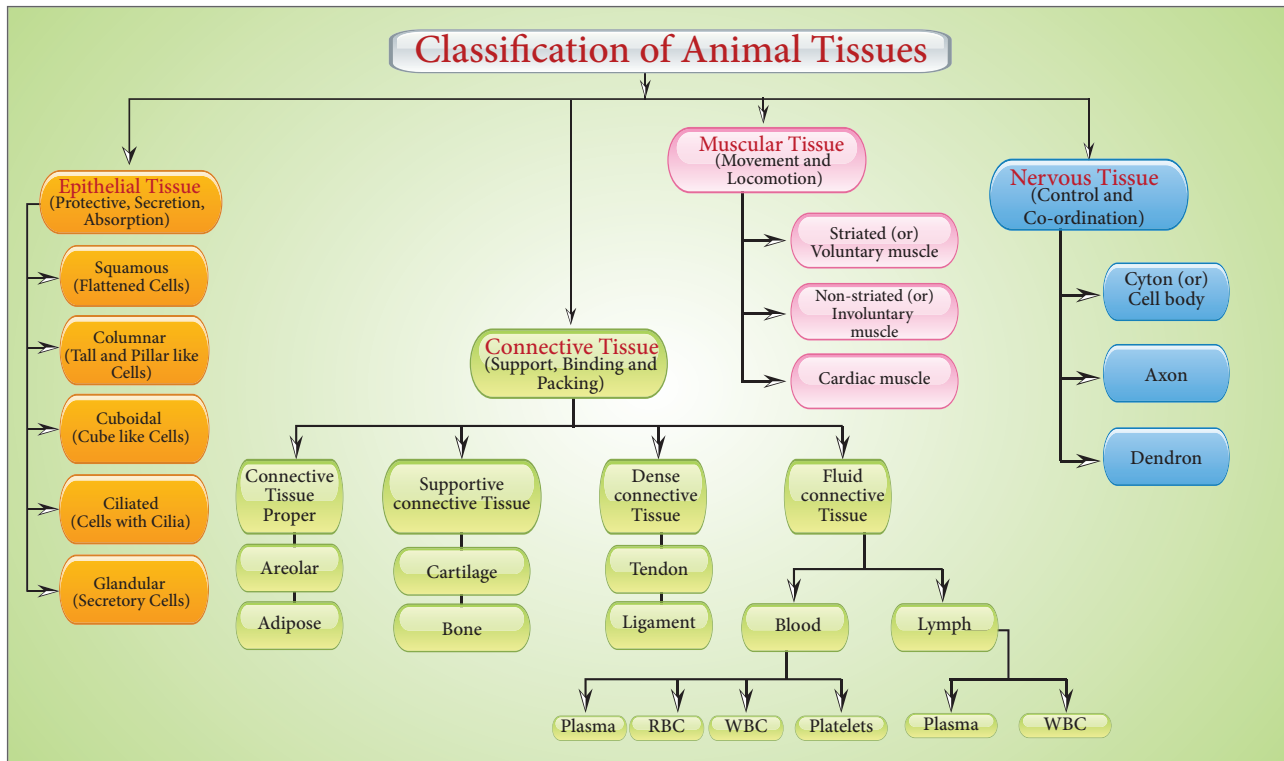 Classification of Animal Tissues
Epithelial Tissue
(Protective, Secretion,
Absorption)
Squamous
(Flattened Cells)
Columnar
(Tall and Pillar like
Cells)
Cuboidal
(Cube like Cells)
Ciliated
(Cells with Cilia)
Glandular
(Secretory Cells)
Connective Tissue
(Support, Binding and
Packing)
Connective
Tissue
Proper
Areolar
Adipose
Supportive
connective Tissue
Cartilage
Bone
Dense
connective
Tissue
Tendon
Ligament
Fluid
connective
Tissue
Blood
Plasma
RBC
WBC
Platelets
Lymph
Plasma
WBC
Muscular Tissue
(Movement and
Locomotion)
Striated (or)
Voluntary muscle
Non-striated (or)
Involuntary
muscle
Cardiac muscle
Nervous Tissue
(Control and
Co-ordination)
Cyton (or)
Cell body
Axon
Dendron